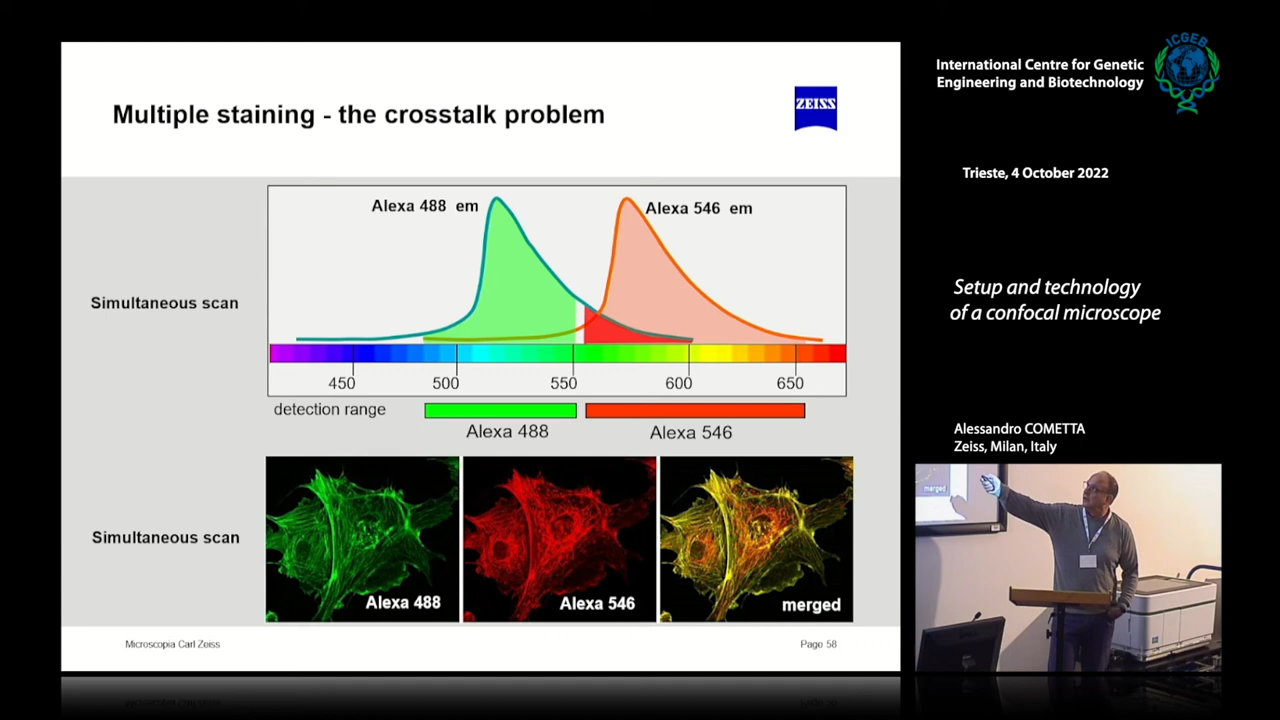 Multiple staining - the crosstalk problem
ZEISS
Alexa 488 em
Alexa 546 em
Simultaneous scan
450
500
550
600
650
detection range
Alexa 488
Alexa 546
Simultaneous scan
Alexa 488
Alexa 546
merged
Microscopia Carl Zeiss
Page 58
International Centre for Genetic
Engineering and Biotechnology
ICGEB
Trieste, 4 October 2022
Setup and technology
of a confocal microscope
Alessandro COMETTA
Zeiss, Milan, Italy
merged